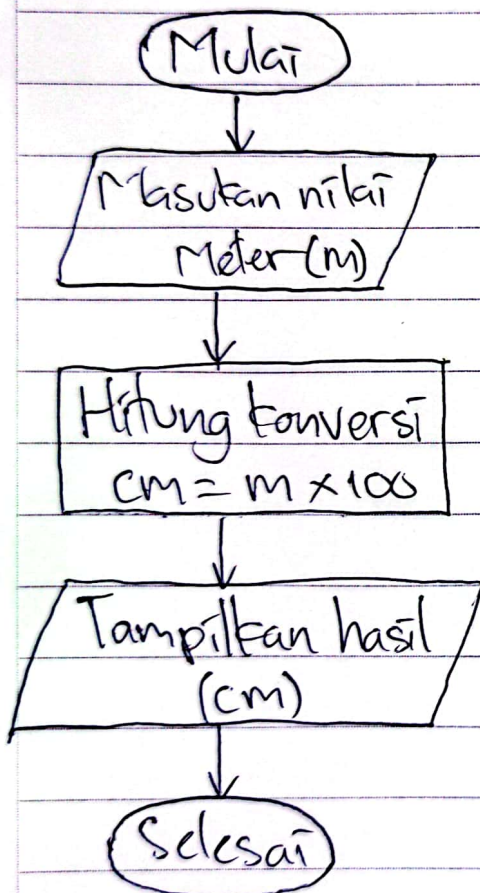 Mulai
Masukan nilai
Meter (m)
Hitung konversi
cm = m × 100
Tampilkan hasil
(cm)
Selesai